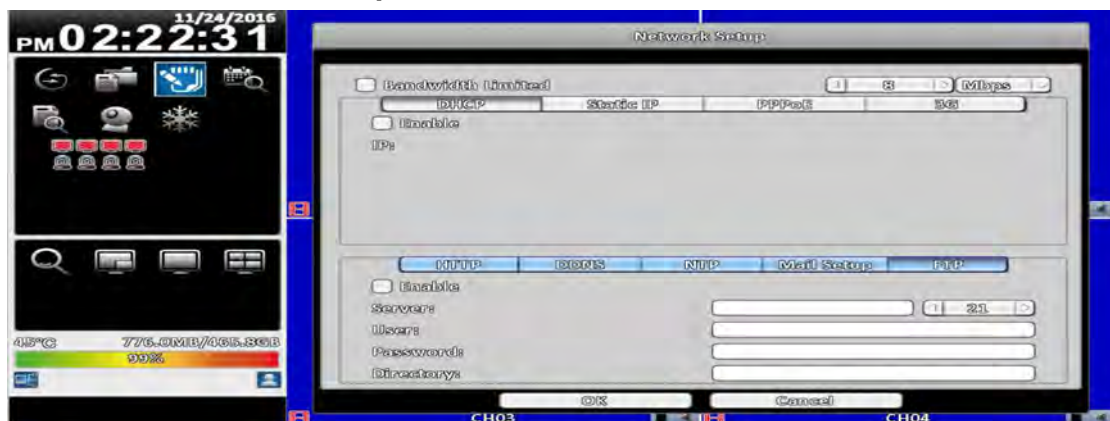 11/24/2016
PM 02:22:31
Network Setup
Bandwidth Limited 8 Mbps
DHCP Static IP PPPoE 3G
Enable
IP:
HTTP DDNS NTP Mail Setup FTP
Enable
Server: 21
User:
Password:
Directory:
45°C 776.0MB/465.8GB
99%
OK Cancel
CH03 CH04